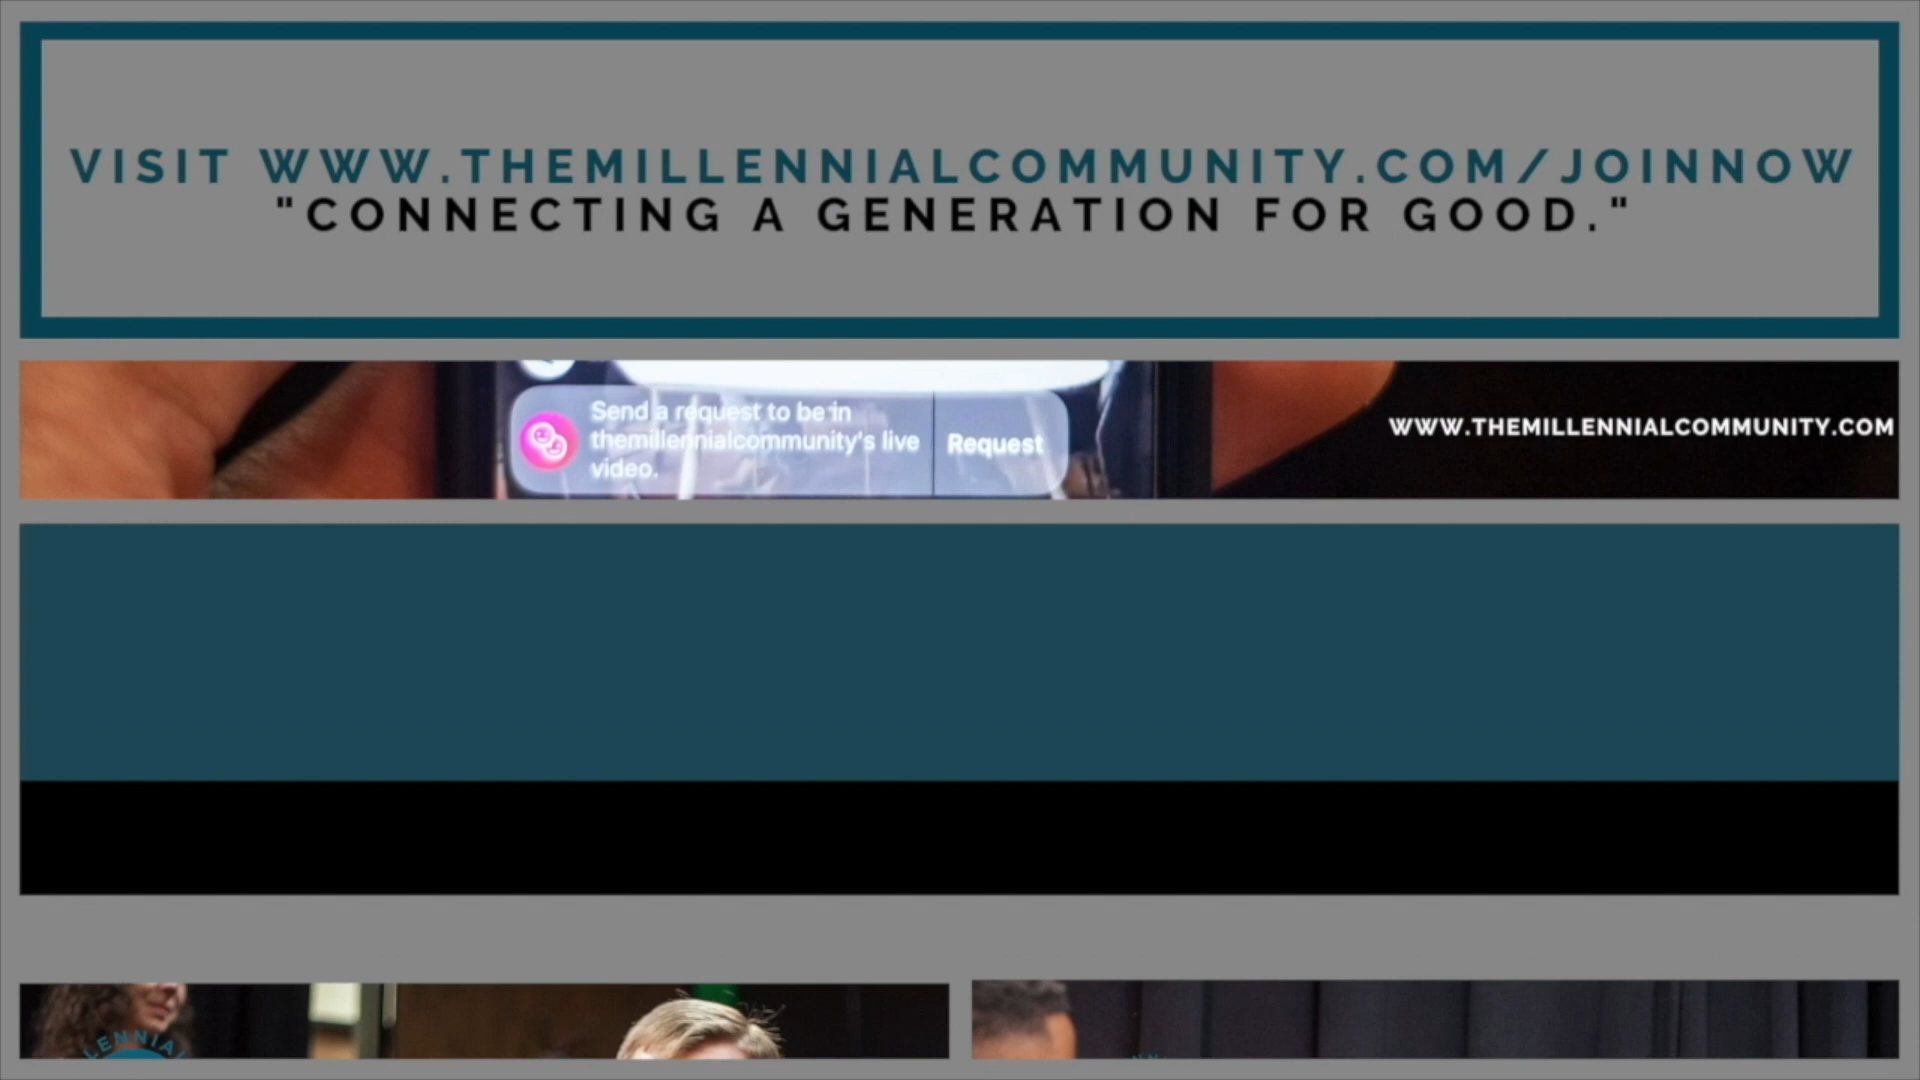 VISIT WWW.THEMILLENNIALCOMMUNITY.COM/JOINNOW
"CONNECTING A GENERATION FOR GOOD."
Send a request to be in
themillennialcommunity's live
video.
Request
WWW.THEMILLENNIALCOMMUNITY.COM